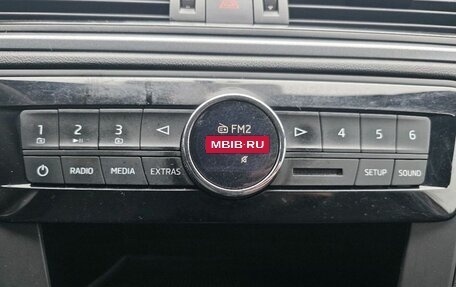 FM2
1 2 3 4 5 6
MBIB.RU
RADIO MEDIA EXTRAS SETUP SOUND